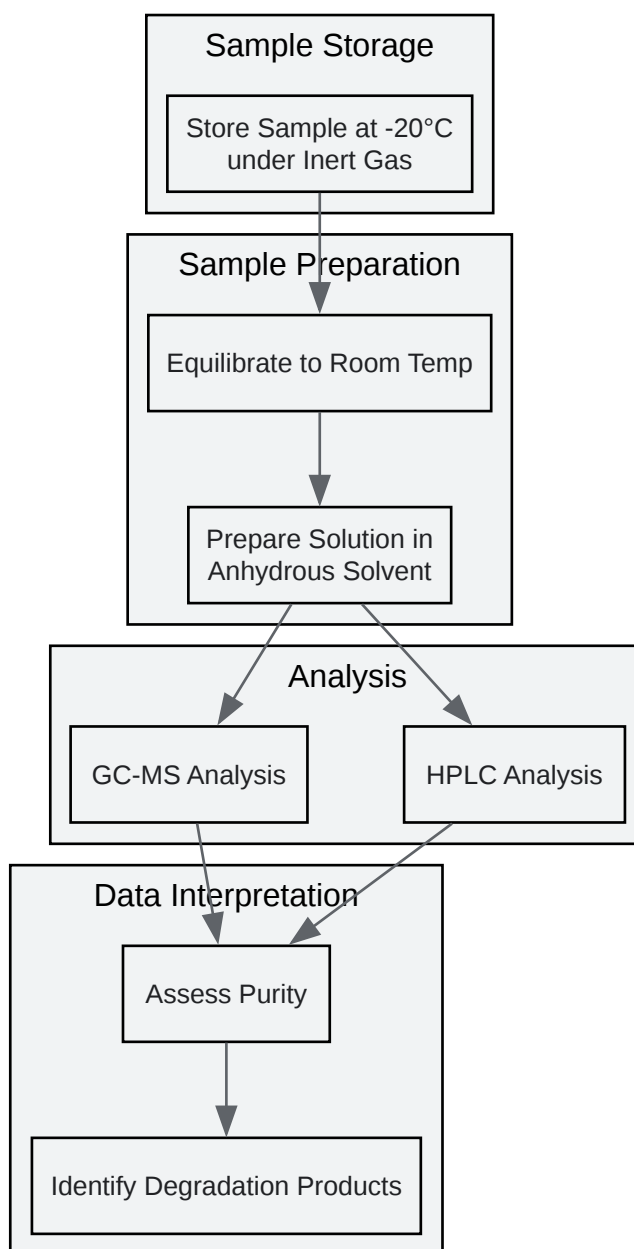 Sample Storage
Store Sample at -20°C
under Inert Gas
Sample Preparation
Equilibrate to Room Temp
Prepare Solution in
Anhydrous Solvent
Analysis
GC-MS Analysis
HPLC Analysis
Data Interpretation
Assess Purity
Identify Degradation Products